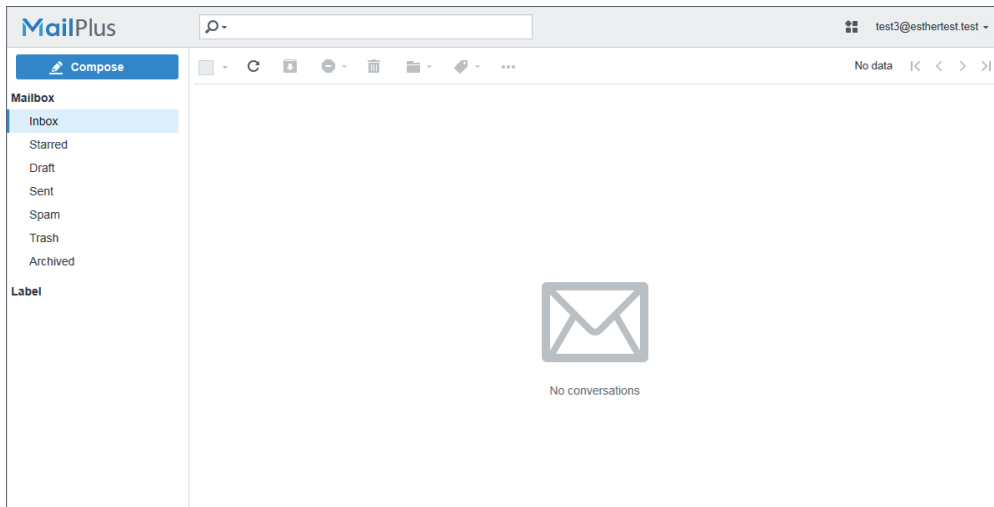 MailPlus
test3@esthertest.test
Compose
No data
Mailbox
Inbox
Starred
Draft
Sent
Spam
Trash
Archived
Label
No conversations